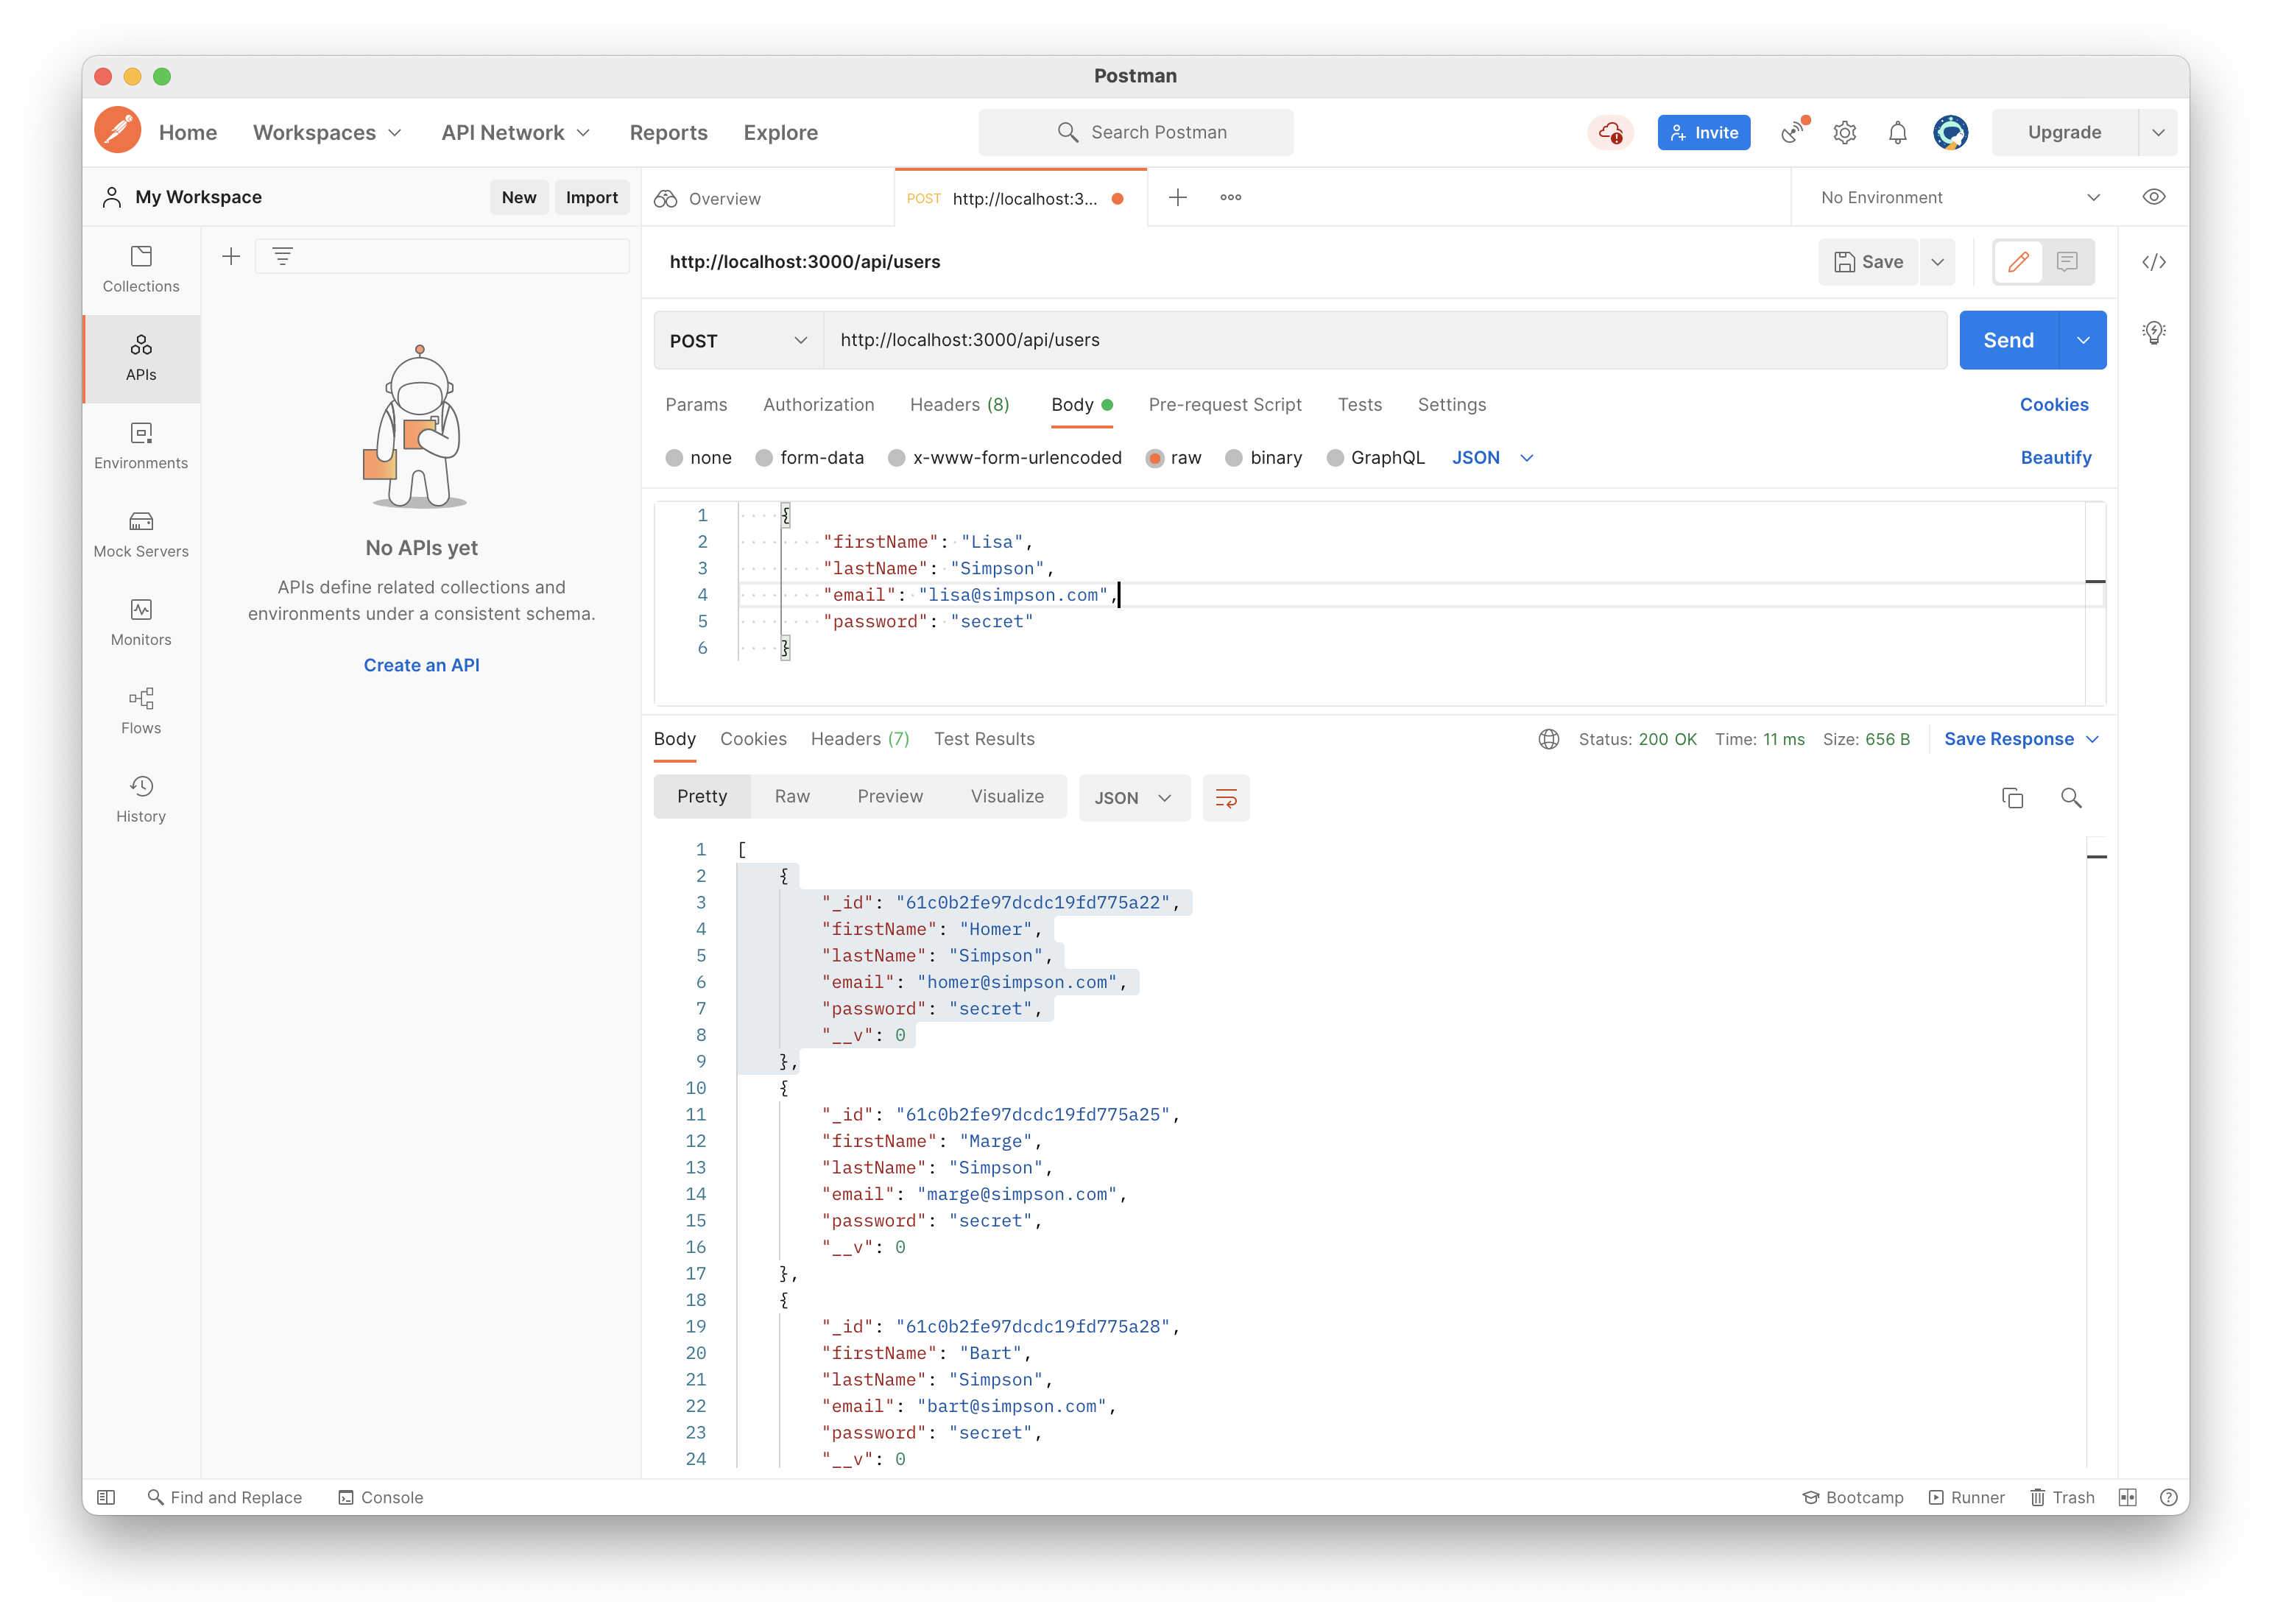 Postman
Home Workspaces API Network Reports Explore Search Postman Invite Upgrade
My Workspace New Import Overview POST http://localhost:3... No Environment
Collections
APIs
Environments
Mock Servers
Monitors
Flows
History
No APIs yet
APIs define related collections and
environments under a consistent schema.
Create an API
http://localhost:3000/api/users Save
POST http://localhost:3000/api/users Send
Params Authorization Headers (8) Body Pre-request Script Tests Settings Cookies
none form-data x-www-form-urlencoded raw binary GraphQL JSON Beautify
1 {
2 "firstName": "Lisa",
3 "lastName": "Simpson",
4 "email": "lisa@simpson.com",
5 "password": "secret"
6 }
Body Cookies Headers (7) Test Results Status: 200 OK Time: 11 ms Size: 656 B Save Response
Pretty Raw Preview Visualize JSON
1 [
2 {
3 "_id": "61c0b2fe97dcdc19fd775a22",
4 "firstName": "Homer",
5 "lastName": "Simpson",
6 "email": "homer@simpson.com",
7 "password": "secret",
8 "__v": 0
9 },
10 {
11 "_id": "61c0b2fe97dcdc19fd775a25",
12 "firstName": "Marge",
13 "lastName": "Simpson",
14 "email": "marge@simpson.com",
15 "password": "secret",
16 "__v": 0
17 },
18 {
19 "_id": "61c0b2fe97dcdc19fd775a28",
20 "firstName": "Bart",
21 "lastName": "Simpson",
22 "email": "bart@simpson.com",
23 "password": "secret",
24 "__v": 0
Find and Replace Console Bootcamp Runner Trash